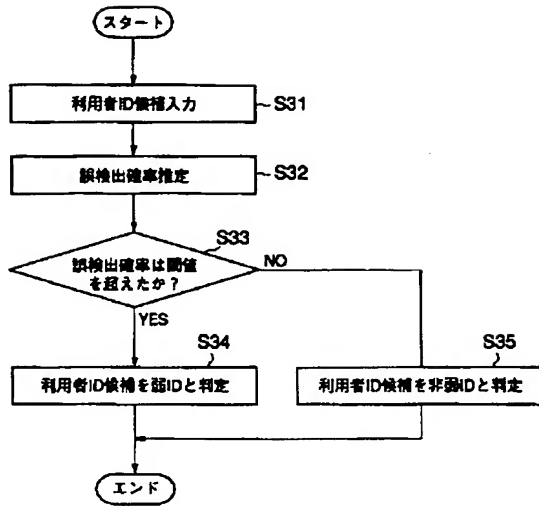 スタート
利用者ID候補入力
S31
誤検出確率推定
S32
S33
誤検出確率は閾値
を超えたか？
NO
YES
S34
利用者ID候補を弱IDと判定
S35
利用者ID候補を非弱IDと判定
エンド